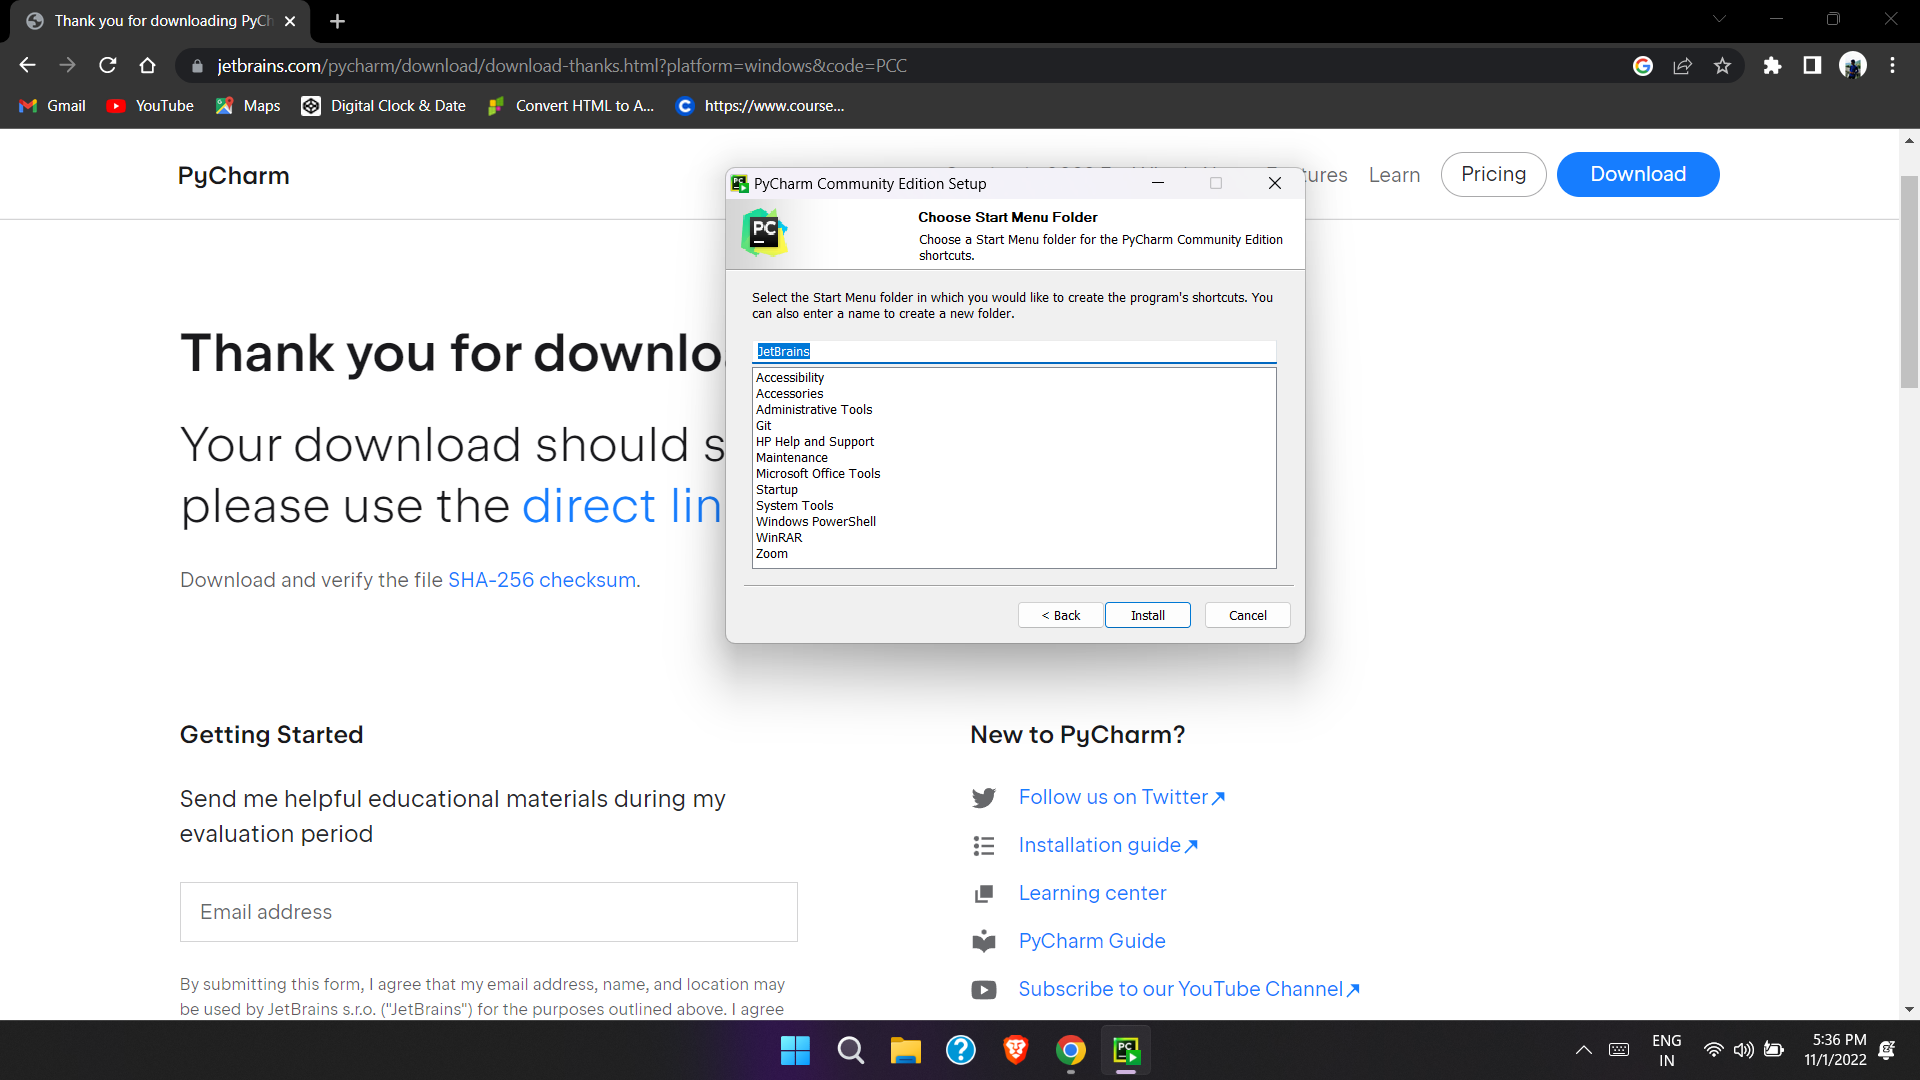 Thank you for downloading PyCh
jetbrains.com/pycharm/download/download-thanks.html?platform=windows&code=PCC
Gmail
YouTube
Maps
Digital Clock & Date
Convert HTML to A...
https://www.course...
PyCharm
tures
Learn
Pricing
Download
PyCharm Community Edition Setup
PC
Choose Start Menu Folder
Choose a Start Menu folder for the PyCharm Community Edition
shortcuts.
Select the Start Menu folder in which you would like to create the program's shortcuts. You
can also enter a name to create a new folder.
JetBrains
Accessibility
Accessories
Administrative Tools
Git
HP Help and Support
Maintenance
Microsoft Office Tools
Startup
System Tools
Windows PowerShell
WinRAR
Zoom
< Back
Install
Cancel
Thank you for downlo
Your download should s
please use the direct lin
Download and verify the file SHA-256 checksum.
Getting Started
Send me helpful educational materials during my
evaluation period
Email address
By submitting this form, I agree that my email address, name, and location may
be used by JetBrains s.r.o. ("JetBrains") for the purposes outlined above. I agree
New to PyCharm?
Follow us on Twitter
Installation guide
Learning center
PyCharm Guide
Subscribe to our YouTube Channel
ENG
IN
5:36 PM
11/1/2022